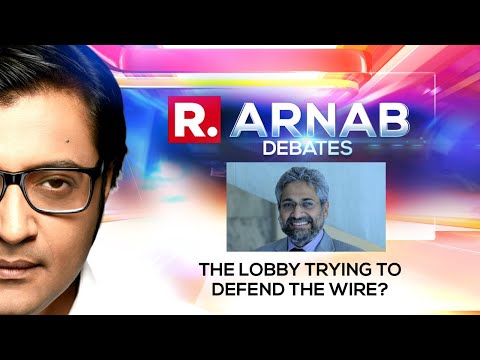 R. ARNAB
DEBATES
THE LOBBY TRYING TO
DEFEND THE WIRE?